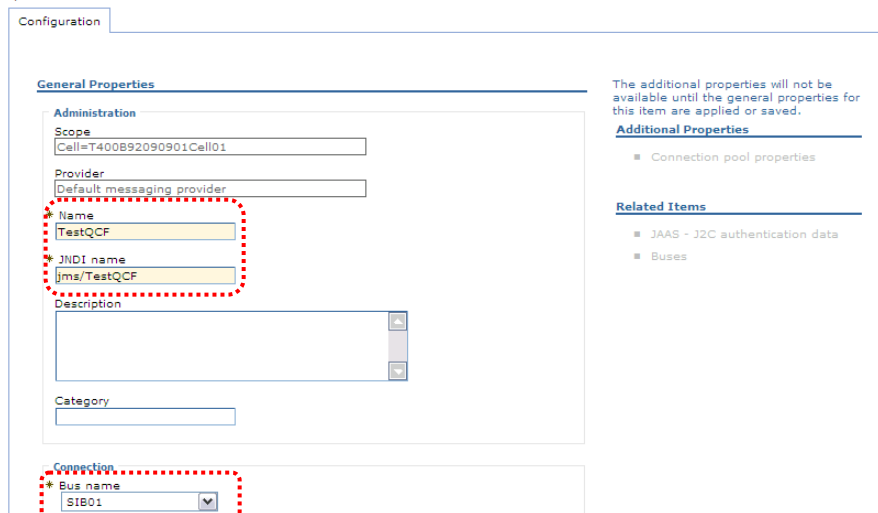 Configuration
General Properties
The additional properties will not be
available until the general properties for
this item are applied or saved.
Administration
Scope
Cell=T400B92090901Cell01
Provider
Default messaging provider
* Name
TestQCF
* JNDI name
jms/TestQCF
Description
Category
Additional Properties
Connection pool properties
Related Items
JAAS - J2C authentication data
Buses
Connection
* Bus name
SIB01